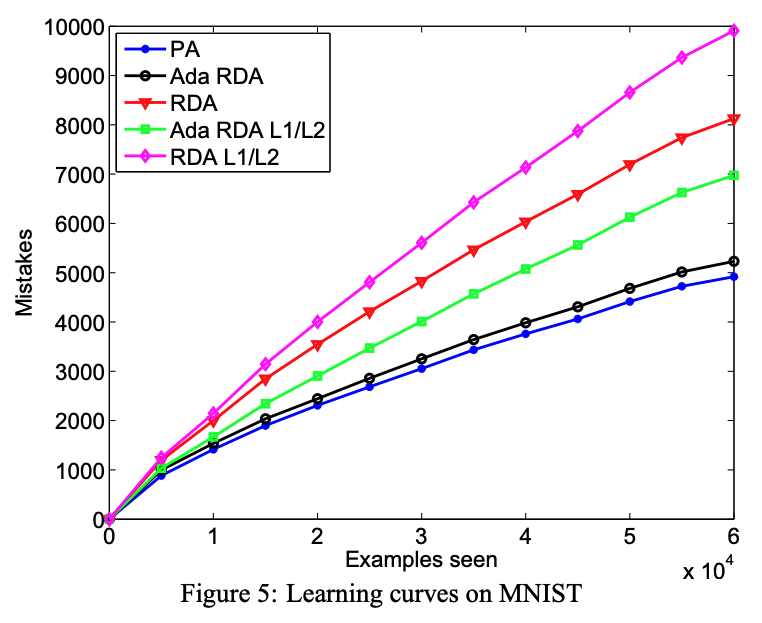 10000
9000
8000
7000
6000
5000
4000
3000
2000
1000
0
Mistakes
PA
Ada RDA
RDA
Ada RDA L1/L2
RDA L1/L2
0 1 2 3 4 5 6
Examples seen
x 10^4
Figure 5: Learning curves on MNIST